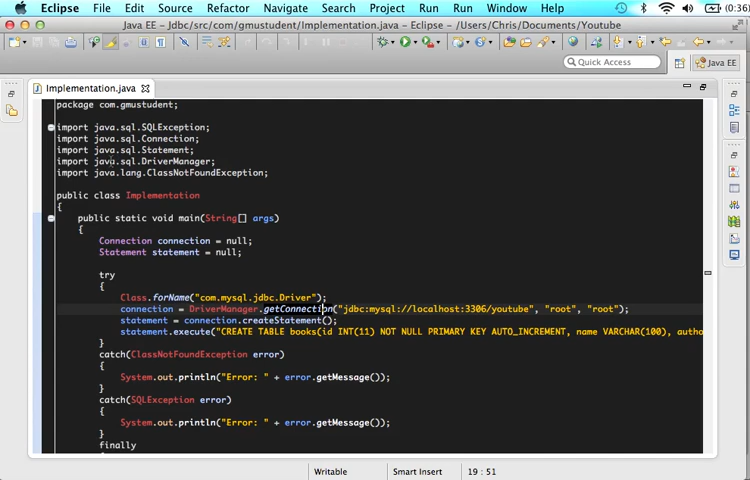 Eclipse File Edit Source Refactor Navigate Search Project Run Window Help (0:36)
Java EE - Jdbc/src/com/gmustudent/Implementation.java - Eclipse - /Users/Chris/Documents/Youtube
Quick Access Java EE
Implementation.java
package com.gmustudent;
import java.sql.SQLException;
import java.sql.Connection;
import java.sql.Statement;
import java.sql.DriverManager;
import java.lang.ClassNotFoundException;
public class Implementation
{
public static void main(String[] args)
{
Connection connection = null;
Statement statement = null;
try
{
Class.forName("com.mysql.jdbc.Driver");
connection = DriverManager.getConnection("jdbc:mysql://localhost:3306/youtube", "root", "root");
statement = connection.createStatement();
statement.execute("CREATE TABLE books(id INT(11) NOT NULL PRIMARY KEY AUTO_INCREMENT, name VARCHAR(100), autho
}
catch(ClassNotFoundException error)
{
System.out.println("Error: " + error.getMessage());
}
catch(SQLException error)
{
System.out.println("Error: " + error.getMessage());
}
finally
Writable Smart Insert 19 : 51